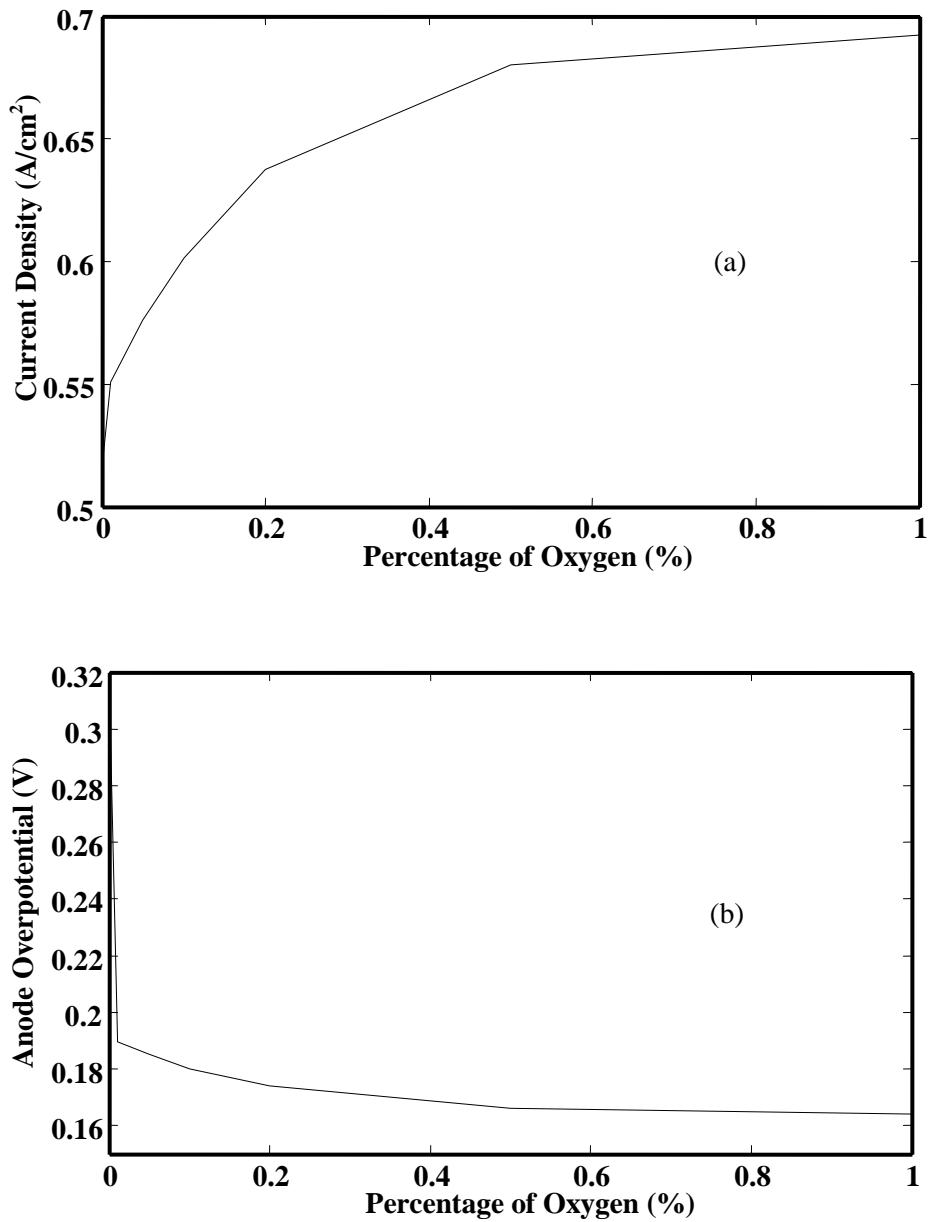 0.7
0.65
0.6
0.55
0.5
Current Density (A/cm²)
(a)
0 0.2 0.4 0.6 0.8 1
Percentage of Oxygen (%)
0.32
0.3
0.28
0.26
0.24
0.22
0.2
0.18
0.16
Anode Overpotential (V)
(b)
0 0.2 0.4 0.6 0.8 1
Percentage of Oxygen (%)